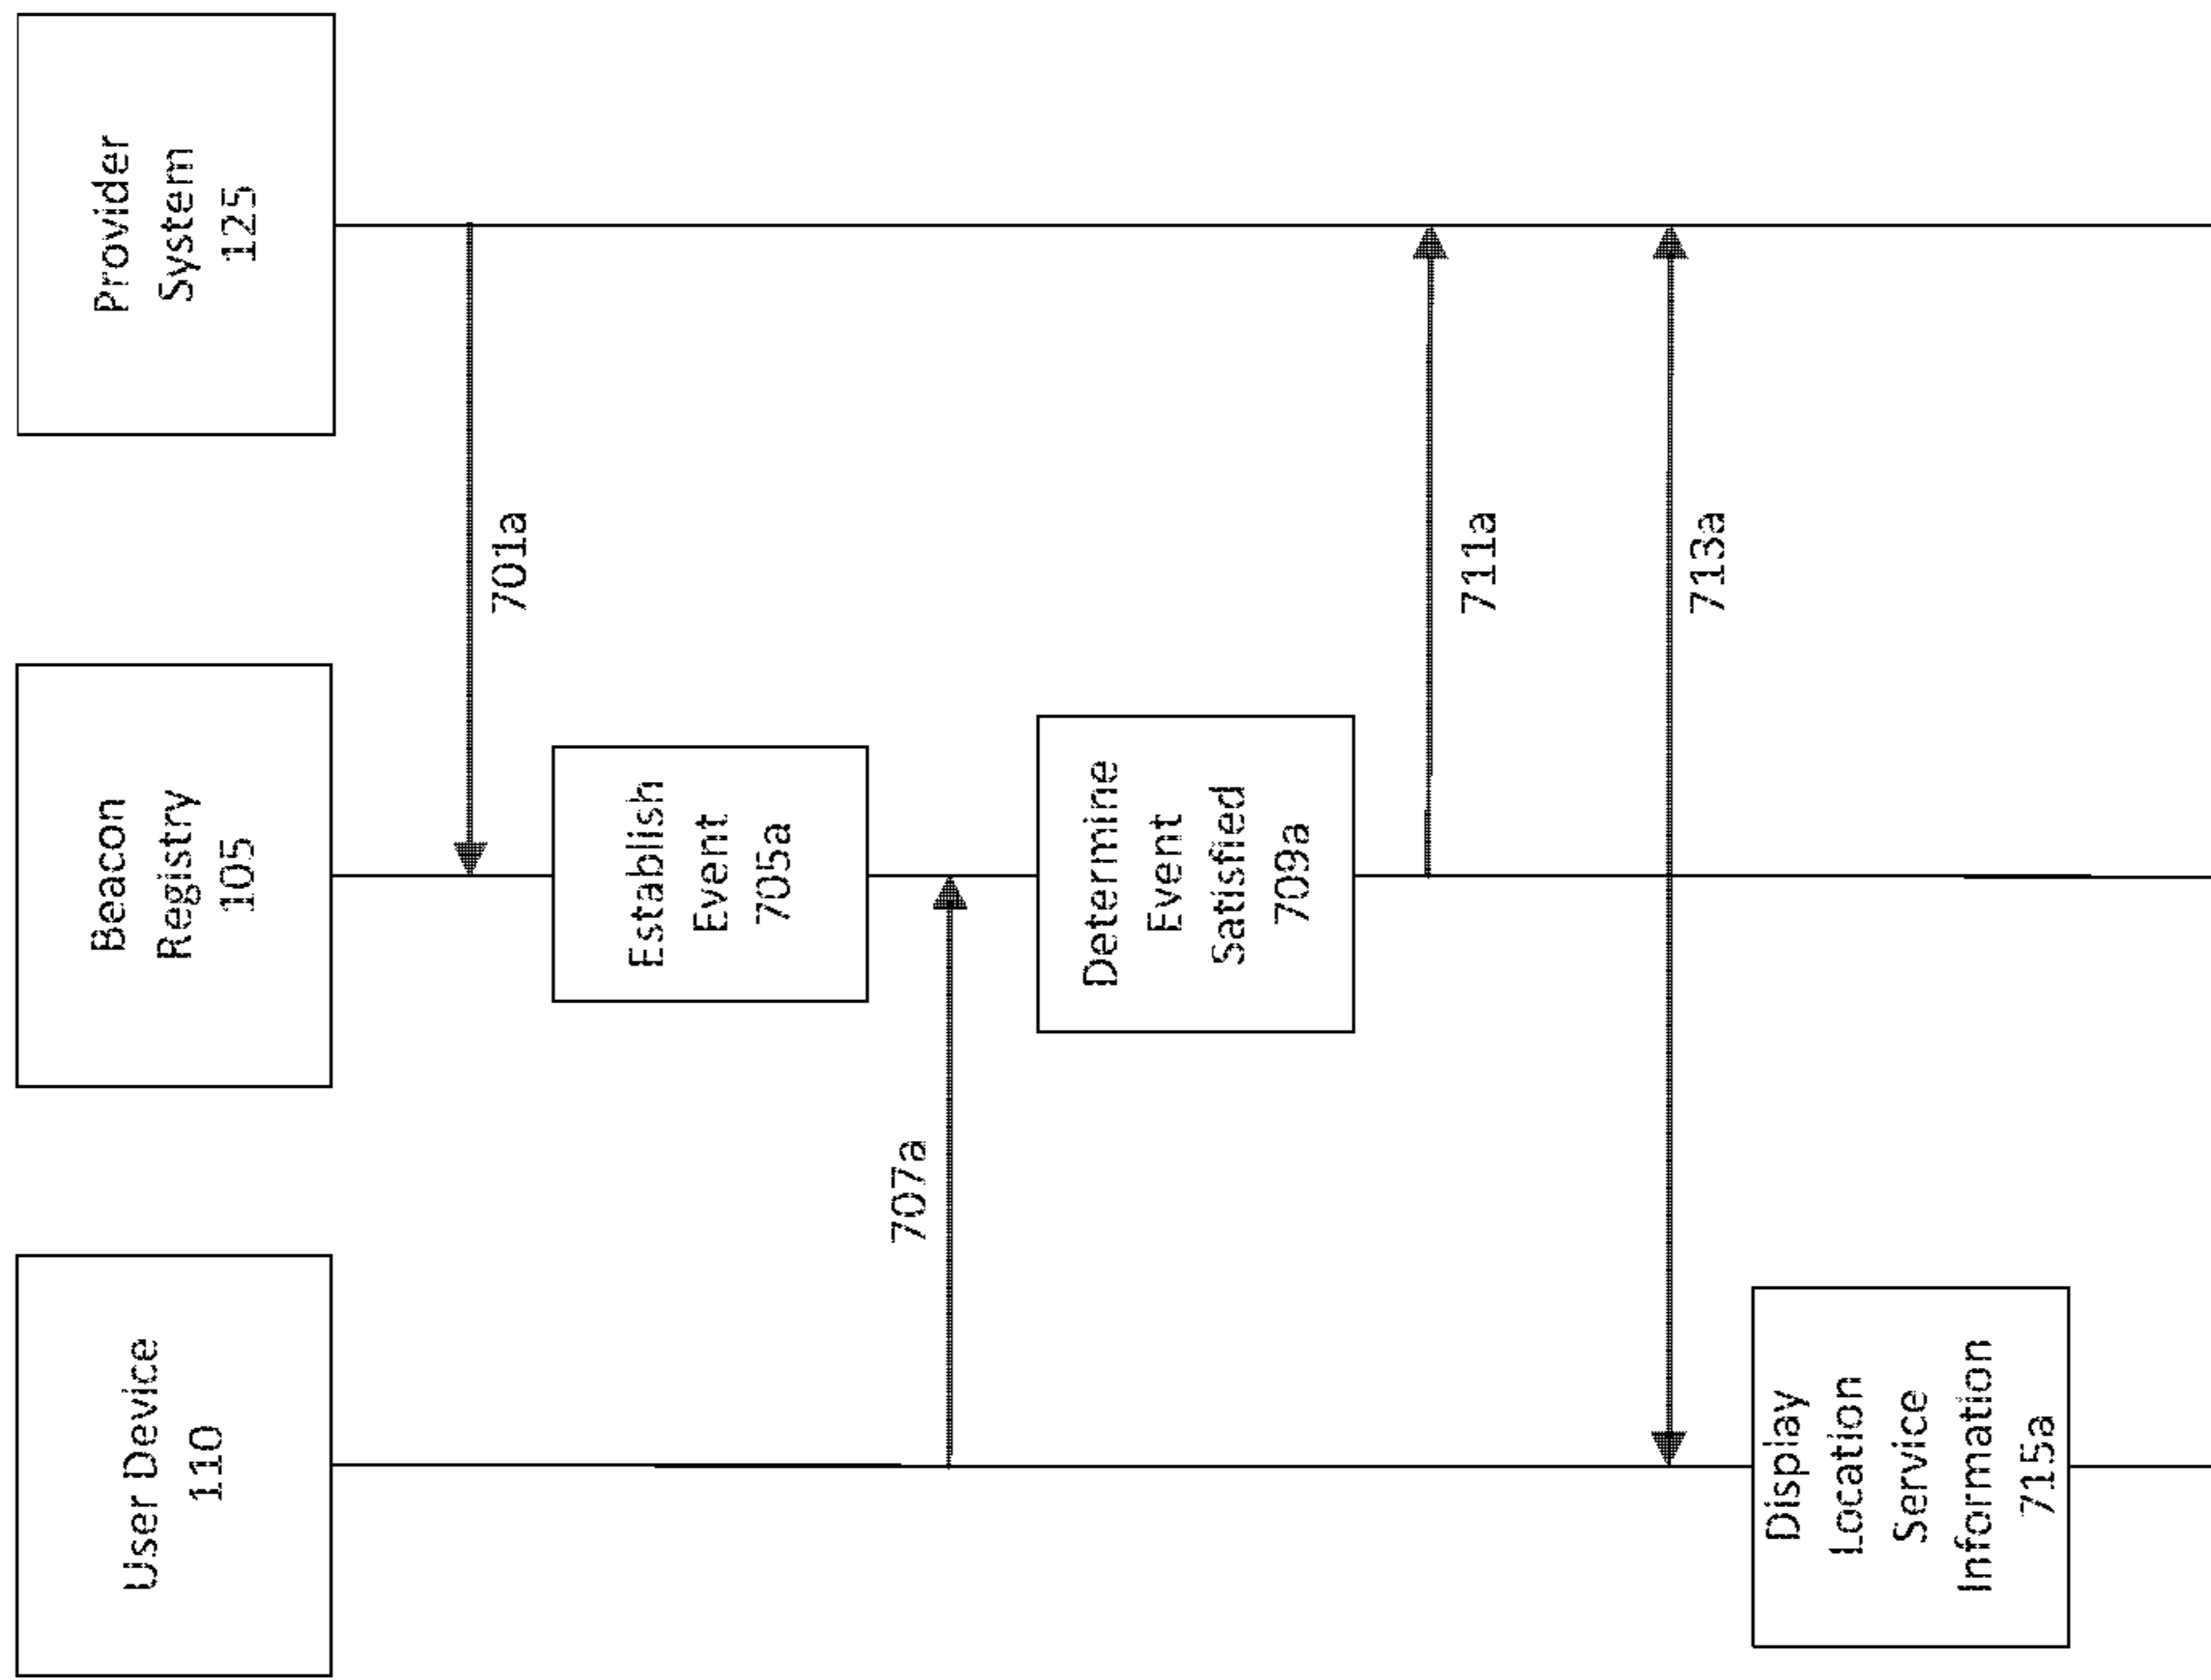 User Device
110
Beacon
Registry
105
Provider
System
125
701a
Establish
Event
705a
707a
Determine
Event
Satisfied
709a
711a
713a
Display
Location
Service
Information
715a